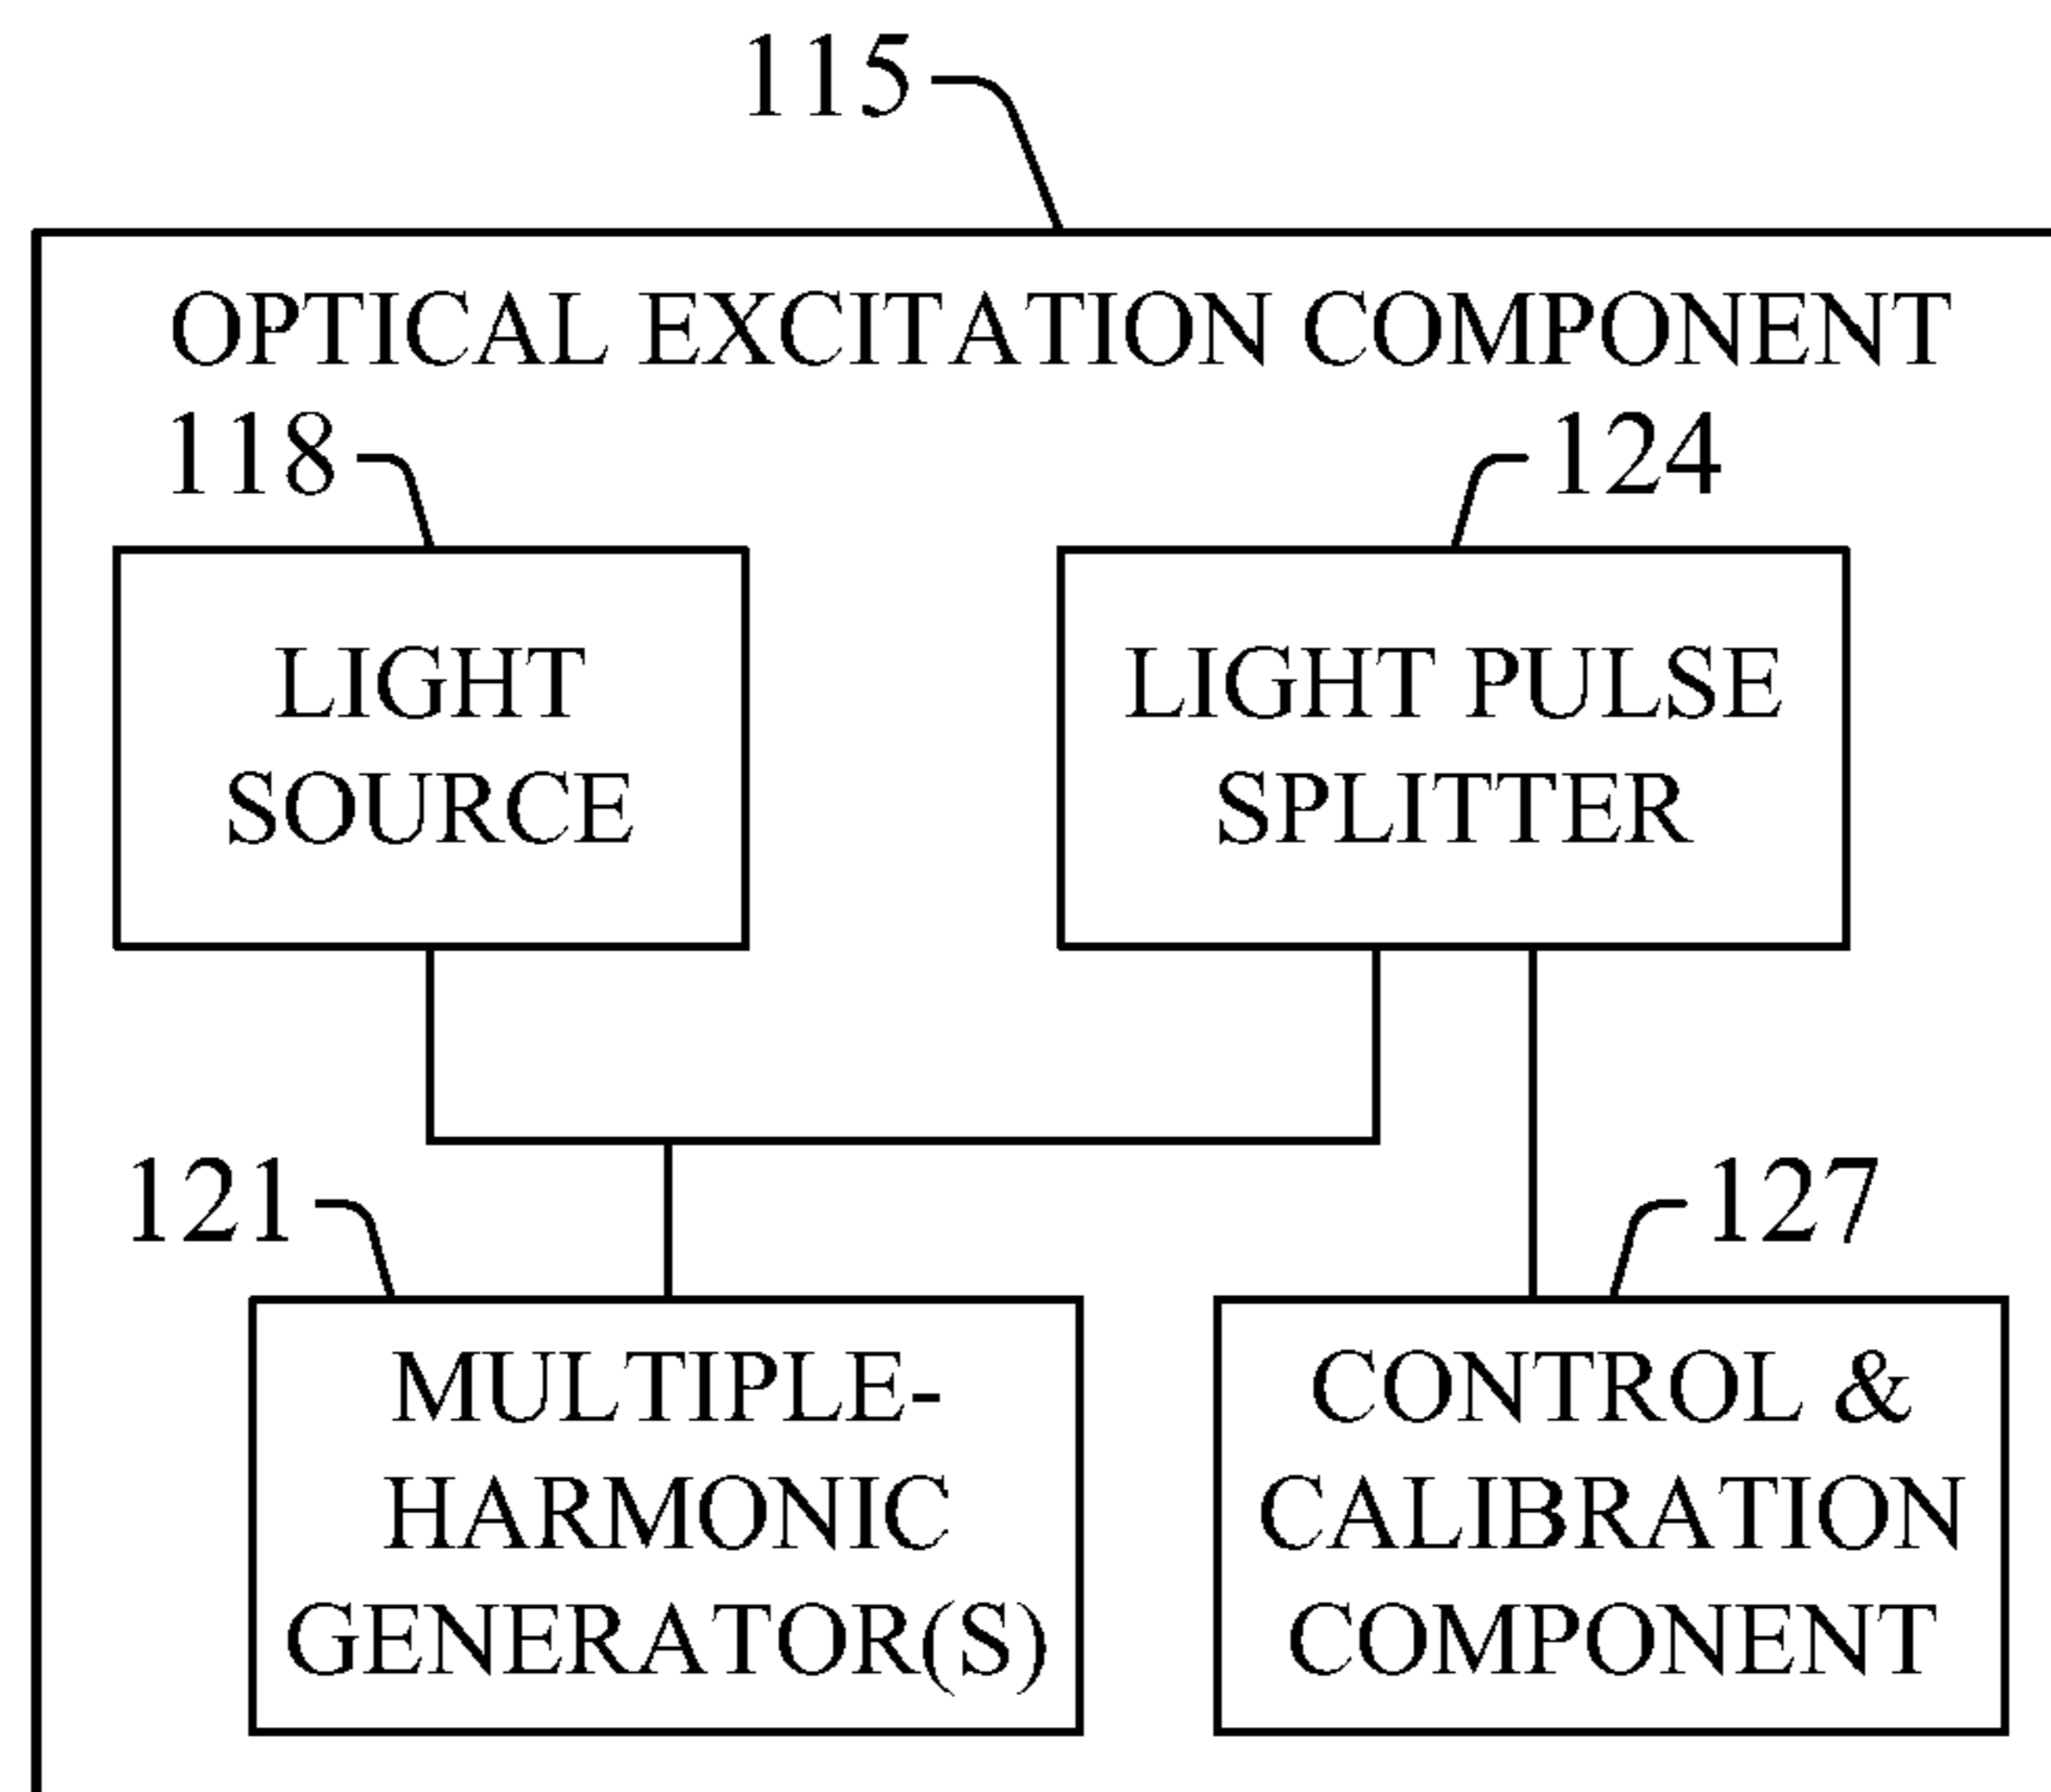 115
OPTICAL EXCITATION COMPONENT
118
124
LIGHT
SOURCE
LIGHT PULSE
SPLITTER
121
127
MULTIPLE-
HARMONIC
GENERATOR(S)
CONTROL &
CALIBRATION
COMPONENT